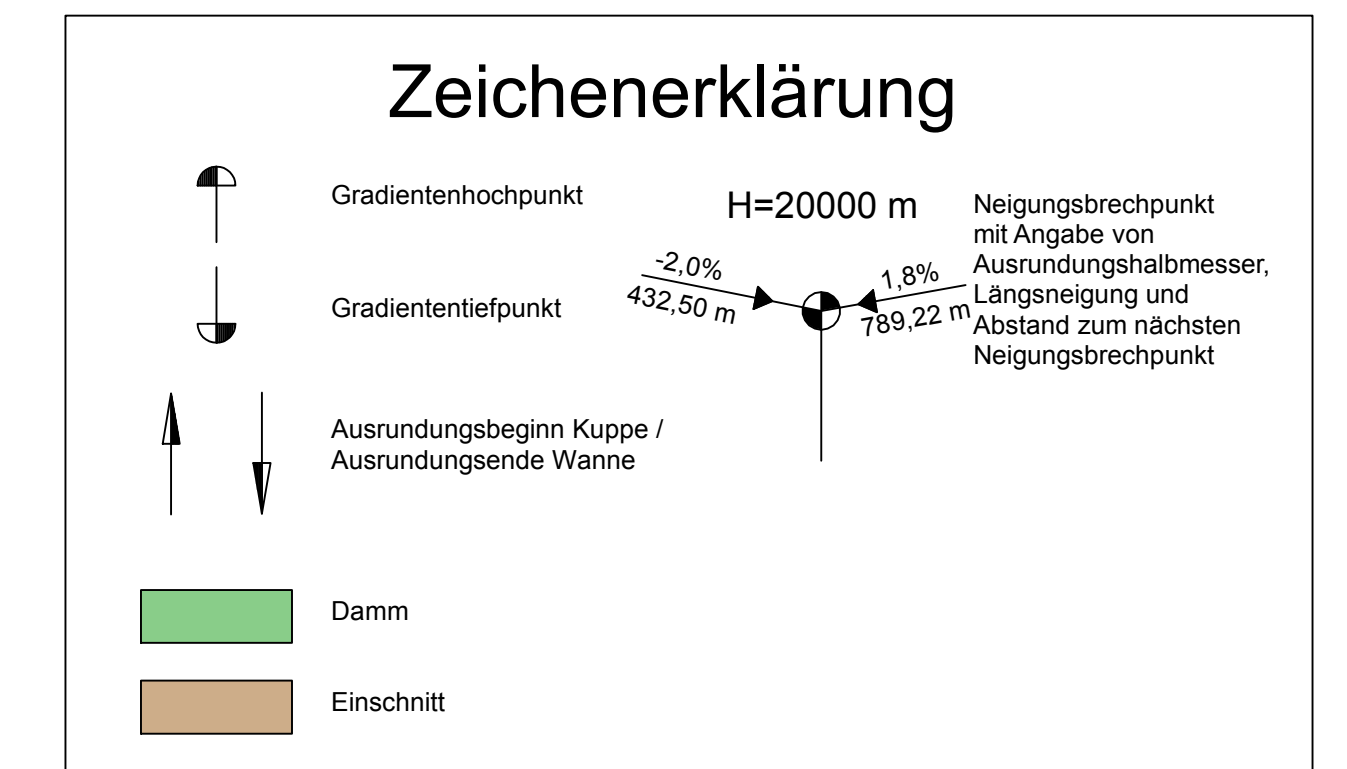 Zeichenerklärung
Gradientenhochpunkt
Gradiententiefpunkt
Ausrundungsbeginn Kuppe /
Ausrundungsende Wanne
Damm
Einschnitt
H=20000 m
-2,0%
432,50 m
1,8%
789,22 m
Neigungsbrechpunkt
mit Angabe von
Ausrundungshalbmesser,
Längsneigung und
Abstand zum nächsten
Neigungsbrechpunkt